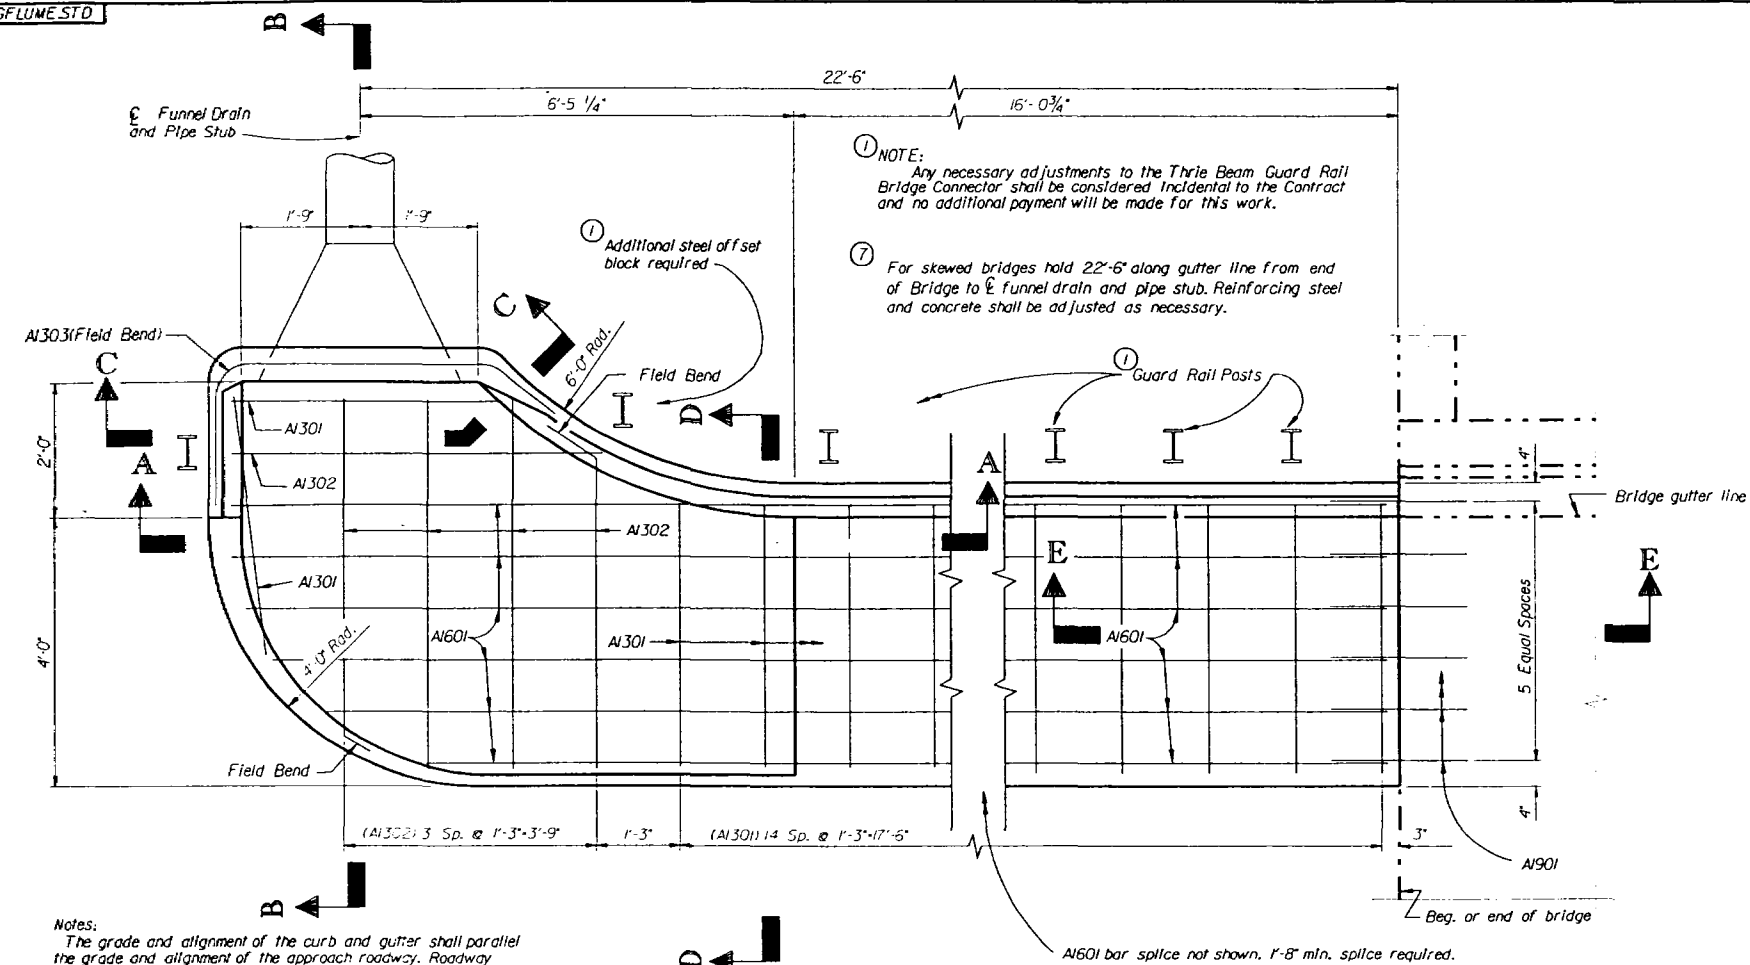 GFLUME.STD
B
22'-6"
6'-5 1/4"
16'-0 3/4"
℄ Funnel Drain
and Pipe Stub
① NOTE:
Any necessary adjustments to the Thrie Beam Guard Rail
Bridge Connector shall be considered Incidental to the Contract
and no additional payment will be made for this work.
1'-9"
1'-9"
① Additional steel offset
block required
⑦ For skewed bridges hold 22'-6" along gutter line from end
of Bridge to ℄ funnel drain and pipe stub. Reinforcing steel
and concrete shall be adjusted as necessary.
C
A1303(Field Bend)
C
6'-0" Rad.
Field Bend
① Guard Rail Posts
D
A1301
2'-0"
A
A1302
A
4"
Bridge gutter line
A1302
E
E
A1301
A1601
A1301
A1601
4'-0"
4'-0" Rad.
5 Equal Spaces
Field Bend
4"
(A1302) 3 Sp. @ 1'-3"=3'-9"
1'-3"
(A1301) 14 Sp. @ 1'-3"=17'-6"
3"
A1901
B
Beg. or end of bridge
Notes:
The grade and alignment of the curb and gutter shall parallel
the grade and alignment of the approach roadway. Roadway
D
A1601 bar splice not shown, 1'-8" min. splice required.